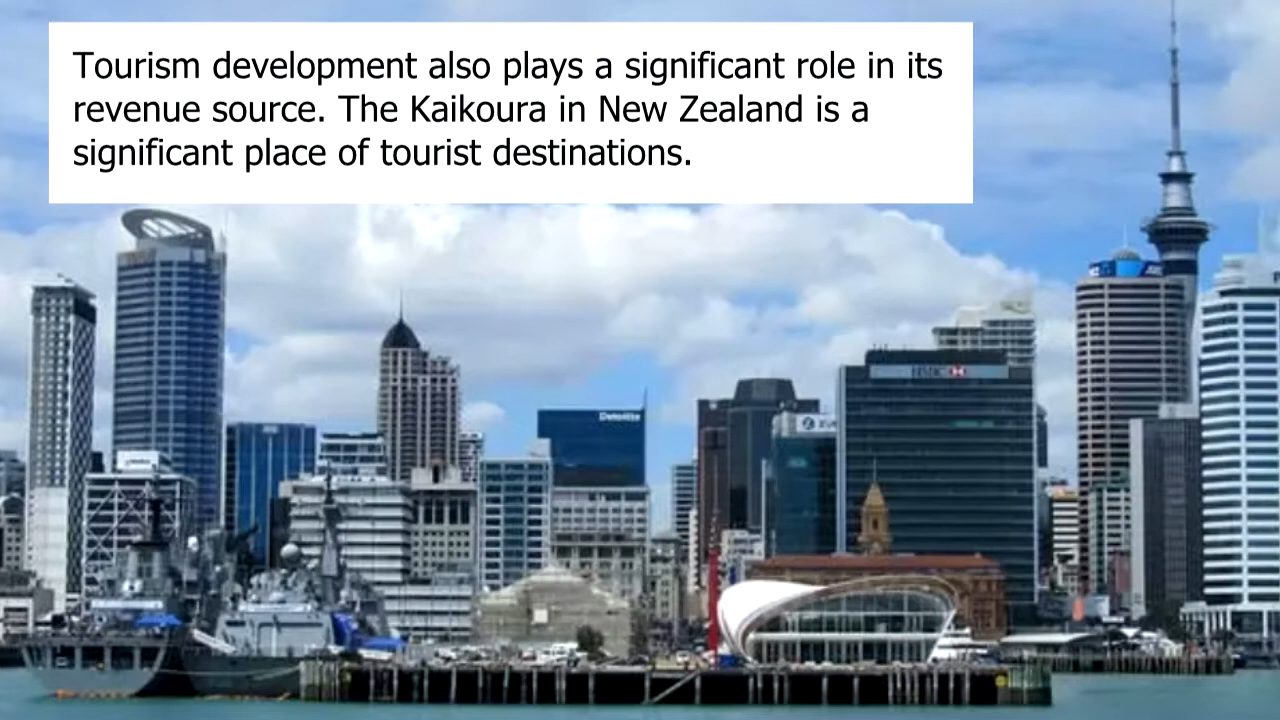 Tourism development also plays a significant role in its
revenue source. The Kaikoura in New Zealand is a
significant place of tourist destinations.
Deloitte
HSBC